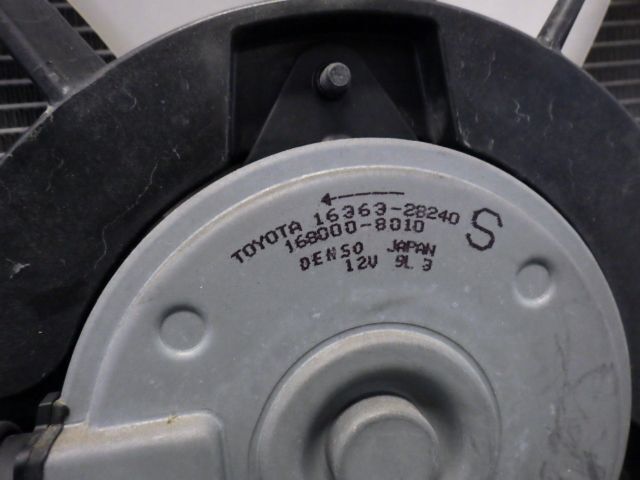 TOYOTA 16363-28240
168000-8010 S
DENSO JAPAN
12V 9L 3